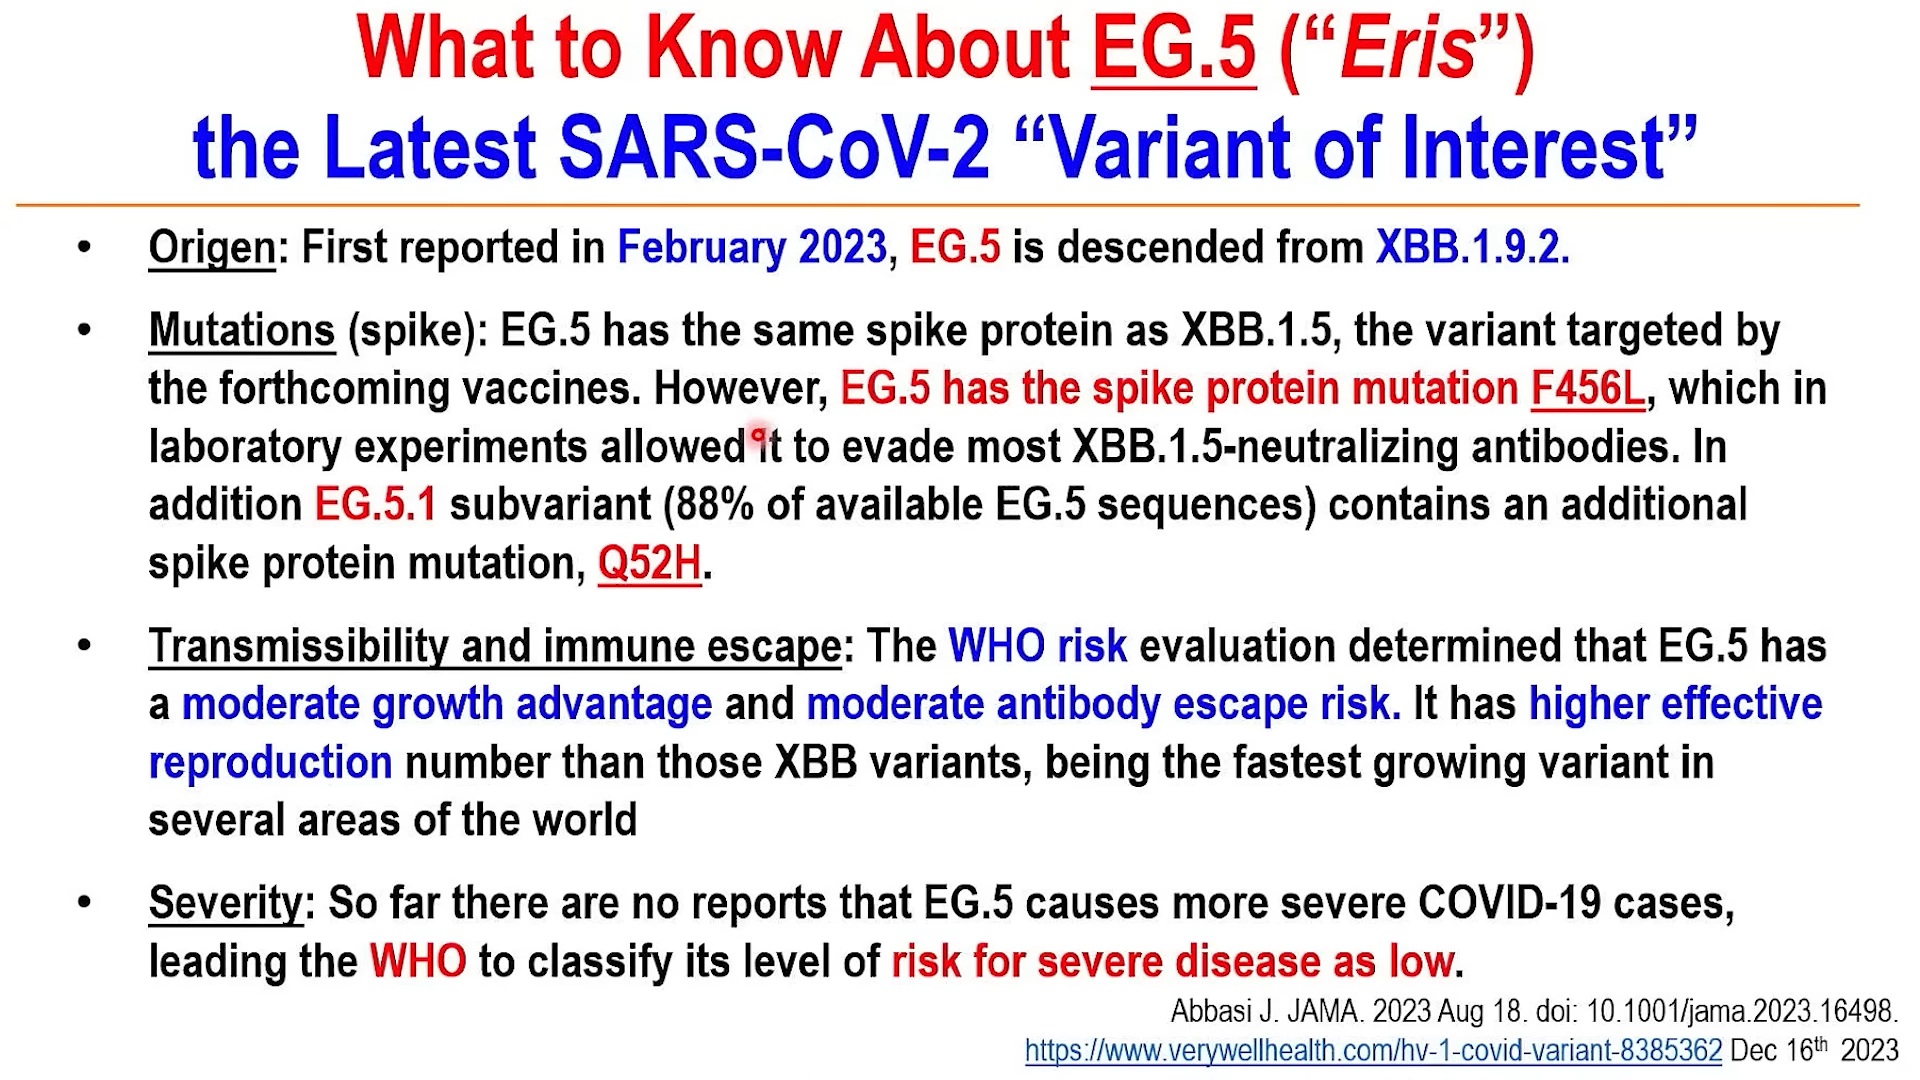 What to Know About EG.5 (“Eris”)
the Latest SARS-CoV-2 “Variant of Interest”
• Origen: First reported in February 2023, EG.5 is descended from XBB.1.9.2.
• Mutations (spike): EG.5 has the same spike protein as XBB.1.5, the variant targeted by
the forthcoming vaccines. However, EG.5 has the spike protein mutation F456L, which in
laboratory experiments allowed it to evade most XBB.1.5-neutralizing antibodies. In
addition EG.5.1 subvariant (88% of available EG.5 sequences) contains an additional
spike protein mutation, Q52H.
• Transmissibility and immune escape: The WHO risk evaluation determined that EG.5 has
a moderate growth advantage and moderate antibody escape risk. It has higher effective
reproduction number than those XBB variants, being the fastest growing variant in
several areas of the world
• Severity: So far there are no reports that EG.5 causes more severe COVID-19 cases,
leading the WHO to classify its level of risk for severe disease as low.
Abbasi J. JAMA. 2023 Aug 18. doi: 10.1001/jama.2023.16498.
https://www.verywellhealth.com/hv-1-covid-variant-8385362 Dec 16th 2023